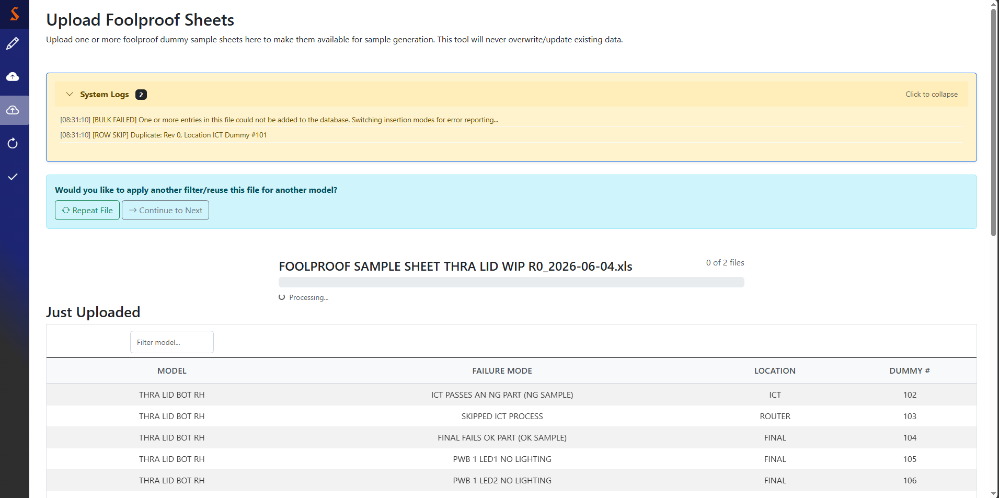 Upload Foolproof Sheets
Upload one or more foolproof dummy sample sheets here to make them available for sample generation. This tool will never overwrite/update existing data.
System Logs 2 Click to collapse
[08:31:10] [BULK FAILED] One or more entries in this file could not be added to the database. Switching insertion modes for error reporting...
[08:31:10] [ROW SKIP] Duplicate: Rev 0, Location ICT Dummy #101
Would you like to apply another filter/reuse this file for another model?
Repeat File Continue to Next
FOOLPROOF SAMPLE SHEET THRA LID WIP R0_2026-06-04.xls 0 of 2 files
Processing...
Just Uploaded
Filter model...
MODEL FAILURE MODE LOCATION DUMMY #
THRA LID BOT RH ICT PASSES AN NG PART (NG SAMPLE) ICT 102
THRA LID BOT RH SKIPPED ICT PROCESS ROUTER 103
THRA LID BOT RH FINAL FAILS OK PART (OK SAMPLE) FINAL 104
THRA LID BOT RH PWB 1 LED1 NO LIGHTING FINAL 105
THRA LID BOT RH PWB 1 LED2 NO LIGHTING FINAL 106